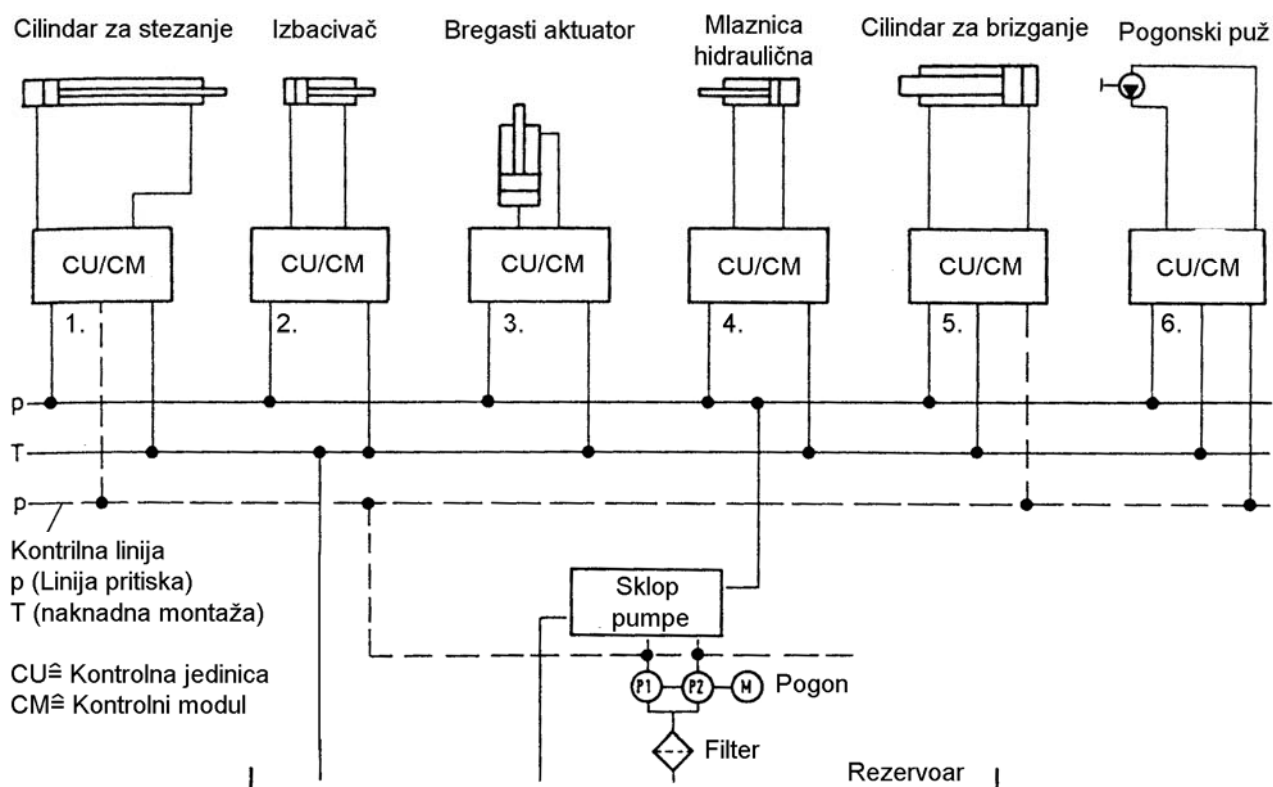 Cilindar za stezanje
Izbacivač
Bregasti aktuator
Mlaznica
hidraulična
Cilindar za brizganje
Pogonski puž
CU/CM
CU/CM
CU/CM
CU/CM
CU/CM
CU/CM
1.
2.
3.
4.
5.
6.
p
T
p
Kontrilna linija
p (Linija pritiska)
T (naknadna montaža)
CU≙ Kontrolna jedinica
CM≙ Kontrolni modul
Sklop
pumpe
P1
P2
M
Pogon
Filter
Rezervoar